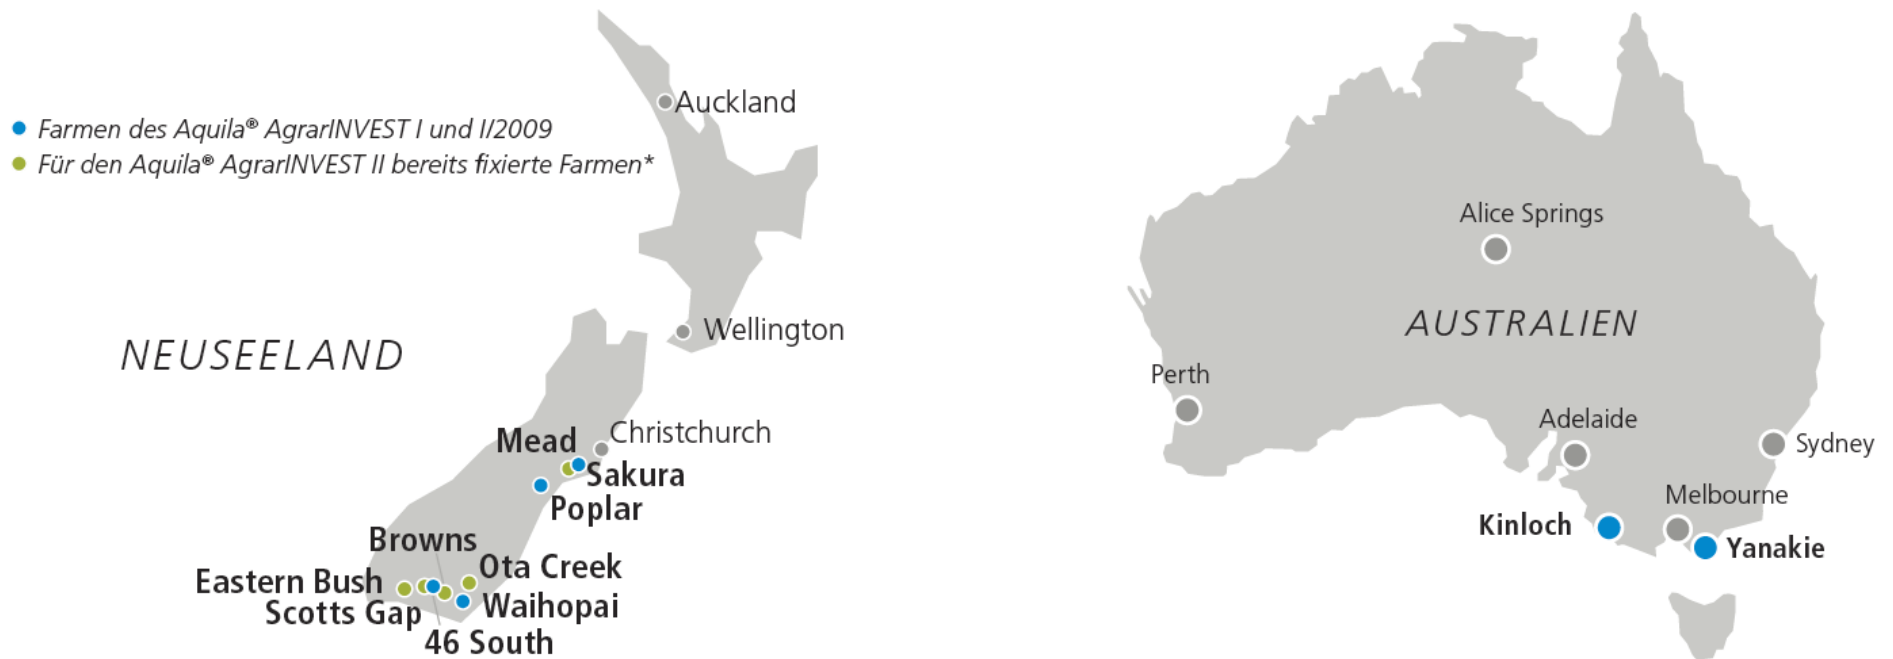 Auckland
Farmen des Aquila® AgrarINVEST I und I/2009
Für den Aquila® AgrarINVEST II bereits fixierte Farmen*
Wellington
NEUSEELAND
Christchurch
Mead
Sakura
Poplar
Browns
Ota Creek
Eastern Bush
Waihopai
Scotts Gap
46 South
Alice Springs
AUSTRALIEN
Perth
Adelaide
Sydney
Melbourne
Kinloch
Yanakie